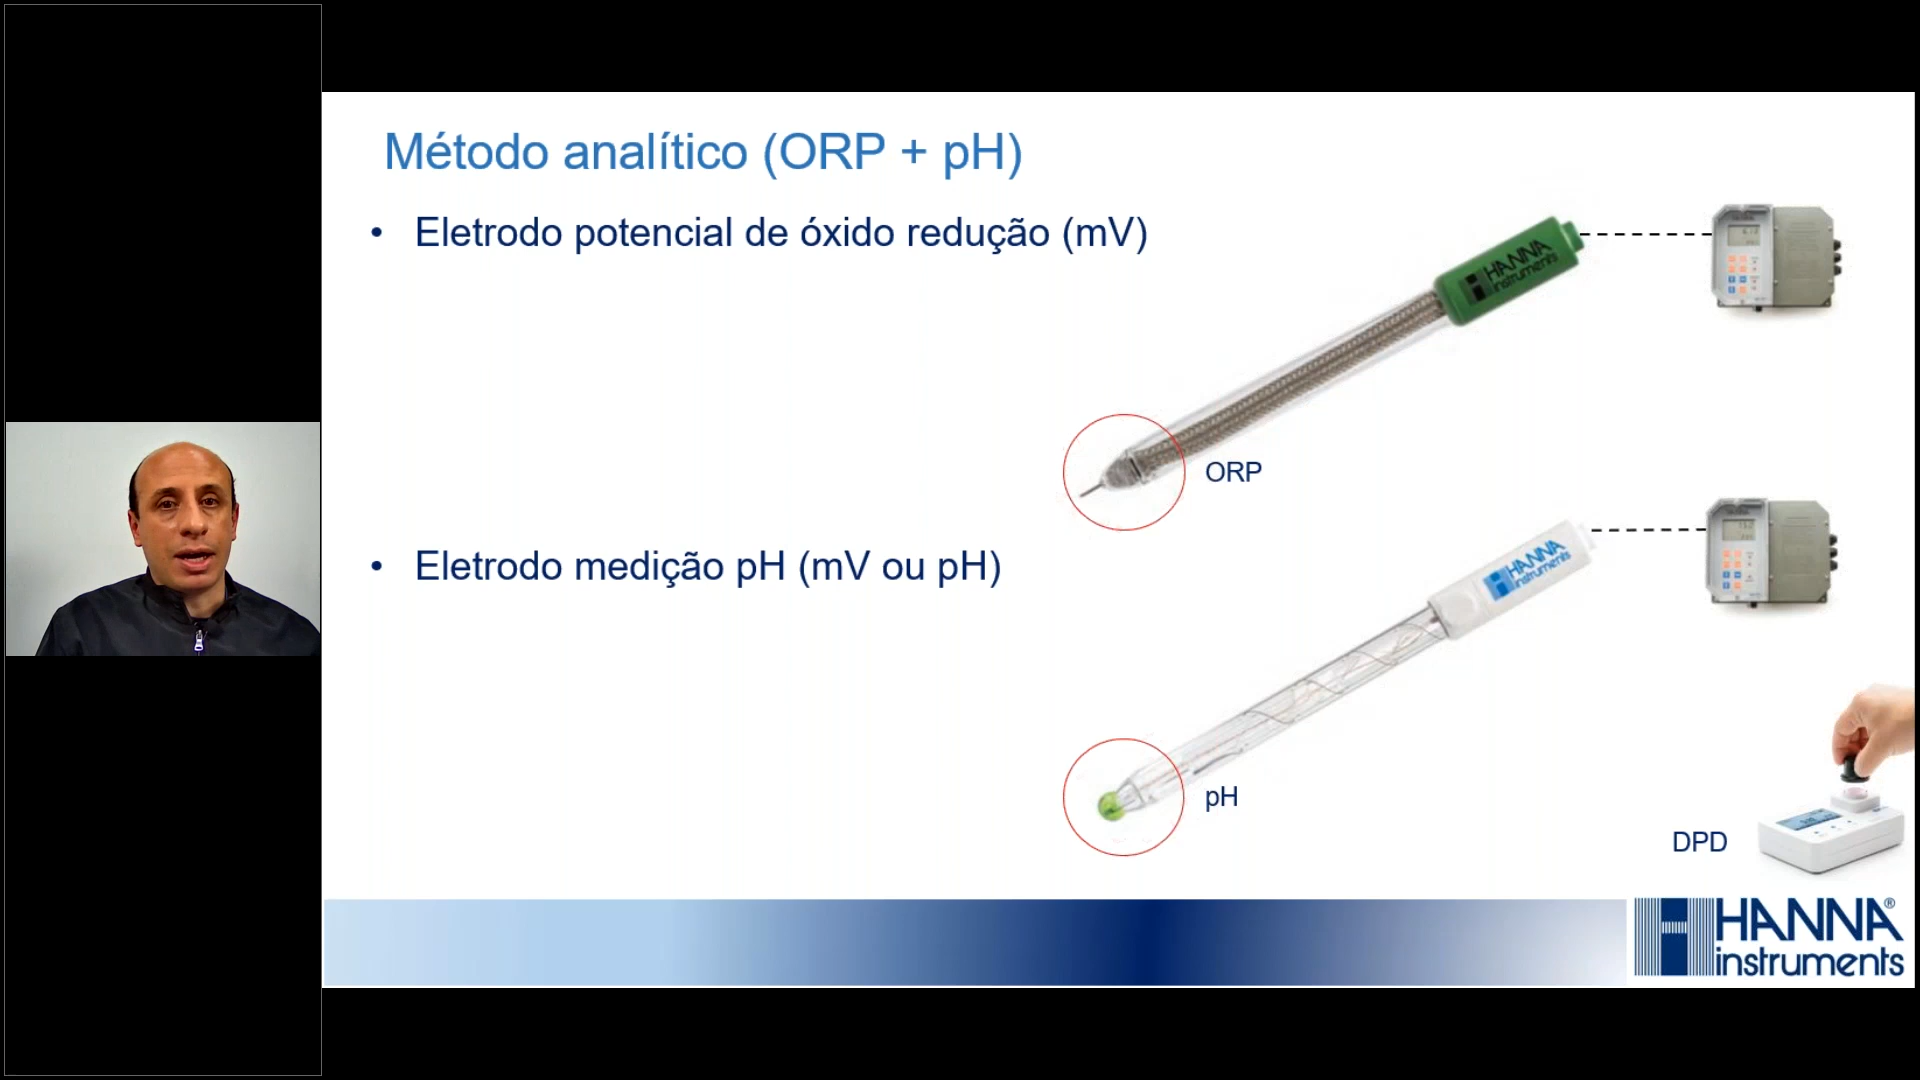 Método analítico (ORP + pH)
• Eletrodo potencial de óxido redução (mV)
HANNA
instruments
ORP
• Eletrodo medição pH (mV ou pH)
HANNA
instruments
pH
DPD
HANNA®
instruments